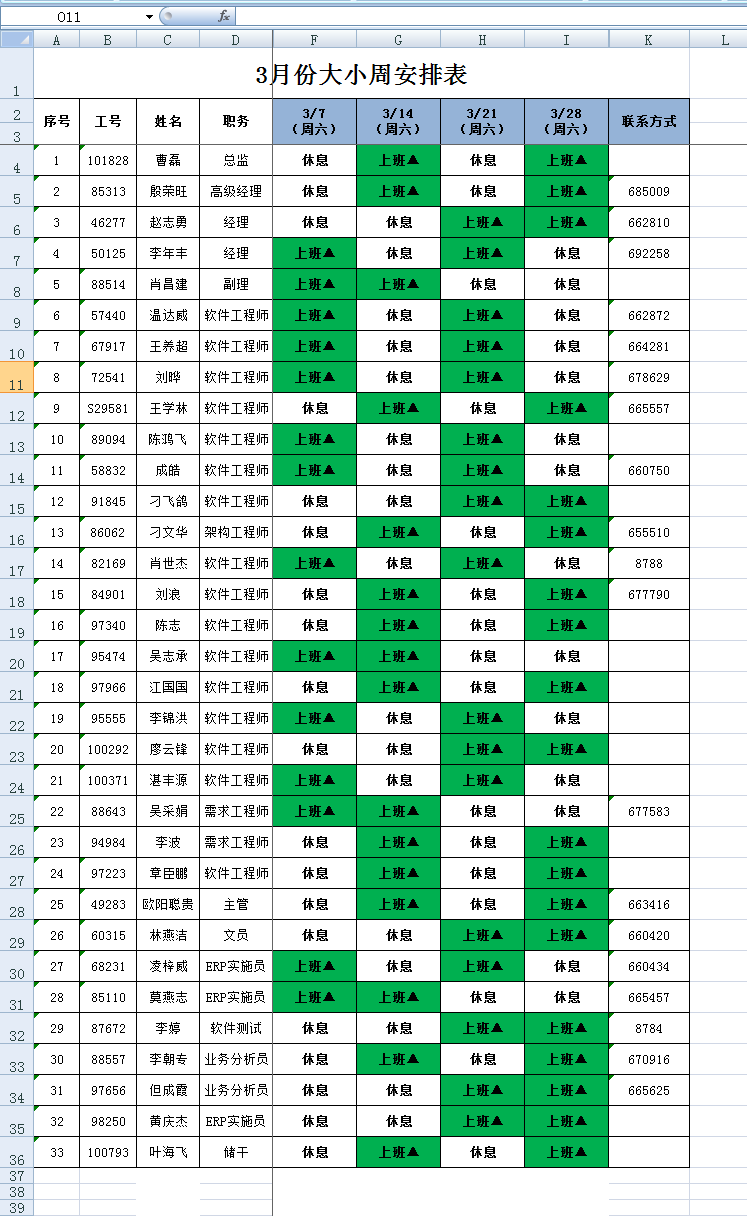 O11 fx
A B C D F G H I K L
1 3月份大小周安排表
2 序号 工号 姓名 职务 3/7 3/14 3/21 3/28 联系方式
3 （周六） （周六） （周六） （周六）
4 1 101828 曹磊 总监 休息 上班▲ 休息 上班▲
5 2 85313 殷荣旺 高级经理 休息 上班▲ 休息 上班▲ 685009
6 3 46277 赵志勇 经理 休息 休息 上班▲ 上班▲ 662810
7 4 50125 李年丰 经理 上班▲ 休息 上班▲ 休息 692258
8 5 88514 肖昌建 副理 上班▲ 上班▲ 休息 休息
9 6 57440 温达威 软件工程师 上班▲ 休息 上班▲ 休息 662872
10 7 67917 王养超 软件工程师 上班▲ 休息 上班▲ 休息 664281
11 8 72541 刘晔 软件工程师 上班▲ 休息 上班▲ 休息 678629
12 9 S29581 王学林 软件工程师 休息 上班▲ 休息 上班▲ 665557
13 10 89094 陈鸿飞 软件工程师 上班▲ 休息 上班▲ 休息
14 11 58832 成皓 软件工程师 上班▲ 休息 上班▲ 休息 660750
15 12 91845 刁飞鸽 软件工程师 休息 休息 上班▲ 上班▲
16 13 86062 刁文华 架构工程师 休息 上班▲ 休息 上班▲ 655510
17 14 82169 肖世杰 软件工程师 上班▲ 休息 上班▲ 休息 8788
18 15 84901 刘浪 软件工程师 休息 上班▲ 休息 上班▲ 677790
19 16 97340 陈志 软件工程师 休息 上班▲ 休息 上班▲
20 17 95474 吴志承 软件工程师 上班▲ 上班▲ 休息 休息
21 18 97966 江国国 软件工程师 休息 上班▲ 休息 上班▲
22 19 95555 李锦洪 软件工程师 上班▲ 休息 上班▲ 休息
23 20 100292 廖云锋 软件工程师 休息 休息 上班▲ 上班▲
24 21 100371 湛丰源 软件工程师 上班▲ 休息 上班▲ 休息
25 22 88643 吴采娟 需求工程师 上班▲ 上班▲ 休息 休息 677583
26 23 94984 李波 需求工程师 休息 上班▲ 休息 上班▲
27 24 97223 章臣鹏 软件工程师 休息 上班▲ 休息 上班▲
28 25 49283 欧阳聪贵 主管 休息 上班▲ 休息 上班▲ 663416
29 26 60315 林燕洁 文员 休息 休息 上班▲ 上班▲ 660420
30 27 68231 凌梓威 ERP实施员 上班▲ 休息 上班▲ 休息 660434
31 28 85110 莫燕志 ERP实施员 上班▲ 上班▲ 休息 休息 665457
32 29 87672 李婷 软件测试 休息 休息 上班▲ 上班▲ 8784
33 30 88557 李朝专 业务分析员 休息 上班▲ 休息 上班▲ 670916
34 31 97656 但成霞 业务分析员 休息 休息 上班▲ 上班▲ 665625
35 32 98250 黄庆杰 ERP实施员 休息 休息 上班▲ 上班▲
36 33 100793 叶海飞 储干 休息 上班▲ 休息 上班▲
37
38
39